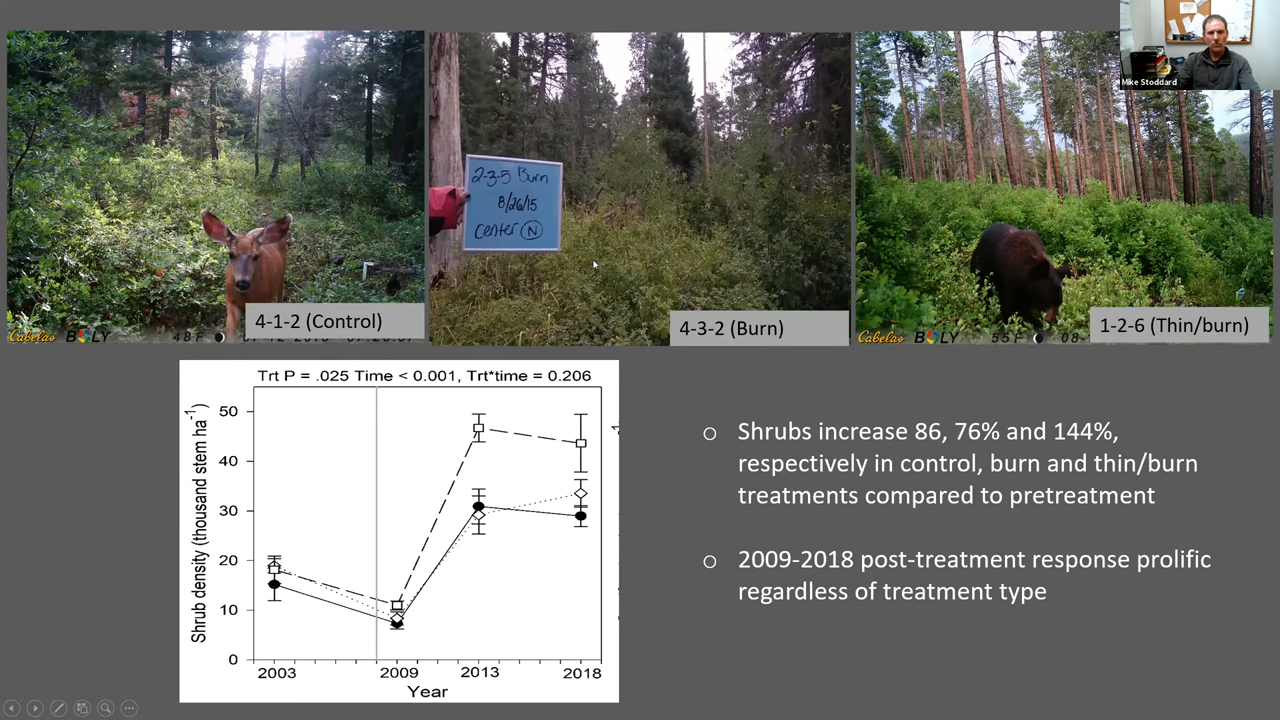 Mike Stoddard
2-3-5 Burn
8/26/15
Center N
4-1-2 (Control)
4-3-2 (Burn)
1-2-6 (Thin/burn)
Cabelas BOLY 48F
Cabelas BOLY 55F 08-
Trt P = .025 Time < 0.001, Trt*time = 0.206
Shrub density (thousand stem ha⁻¹)
50
40
30
20
10
0
2003 2009 2013 2018
Year
○ Shrubs increase 86, 76% and 144%,
respectively in control, burn and thin/burn
treatments compared to pretreatment
○ 2009-2018 post-treatment response prolific
regardless of treatment type